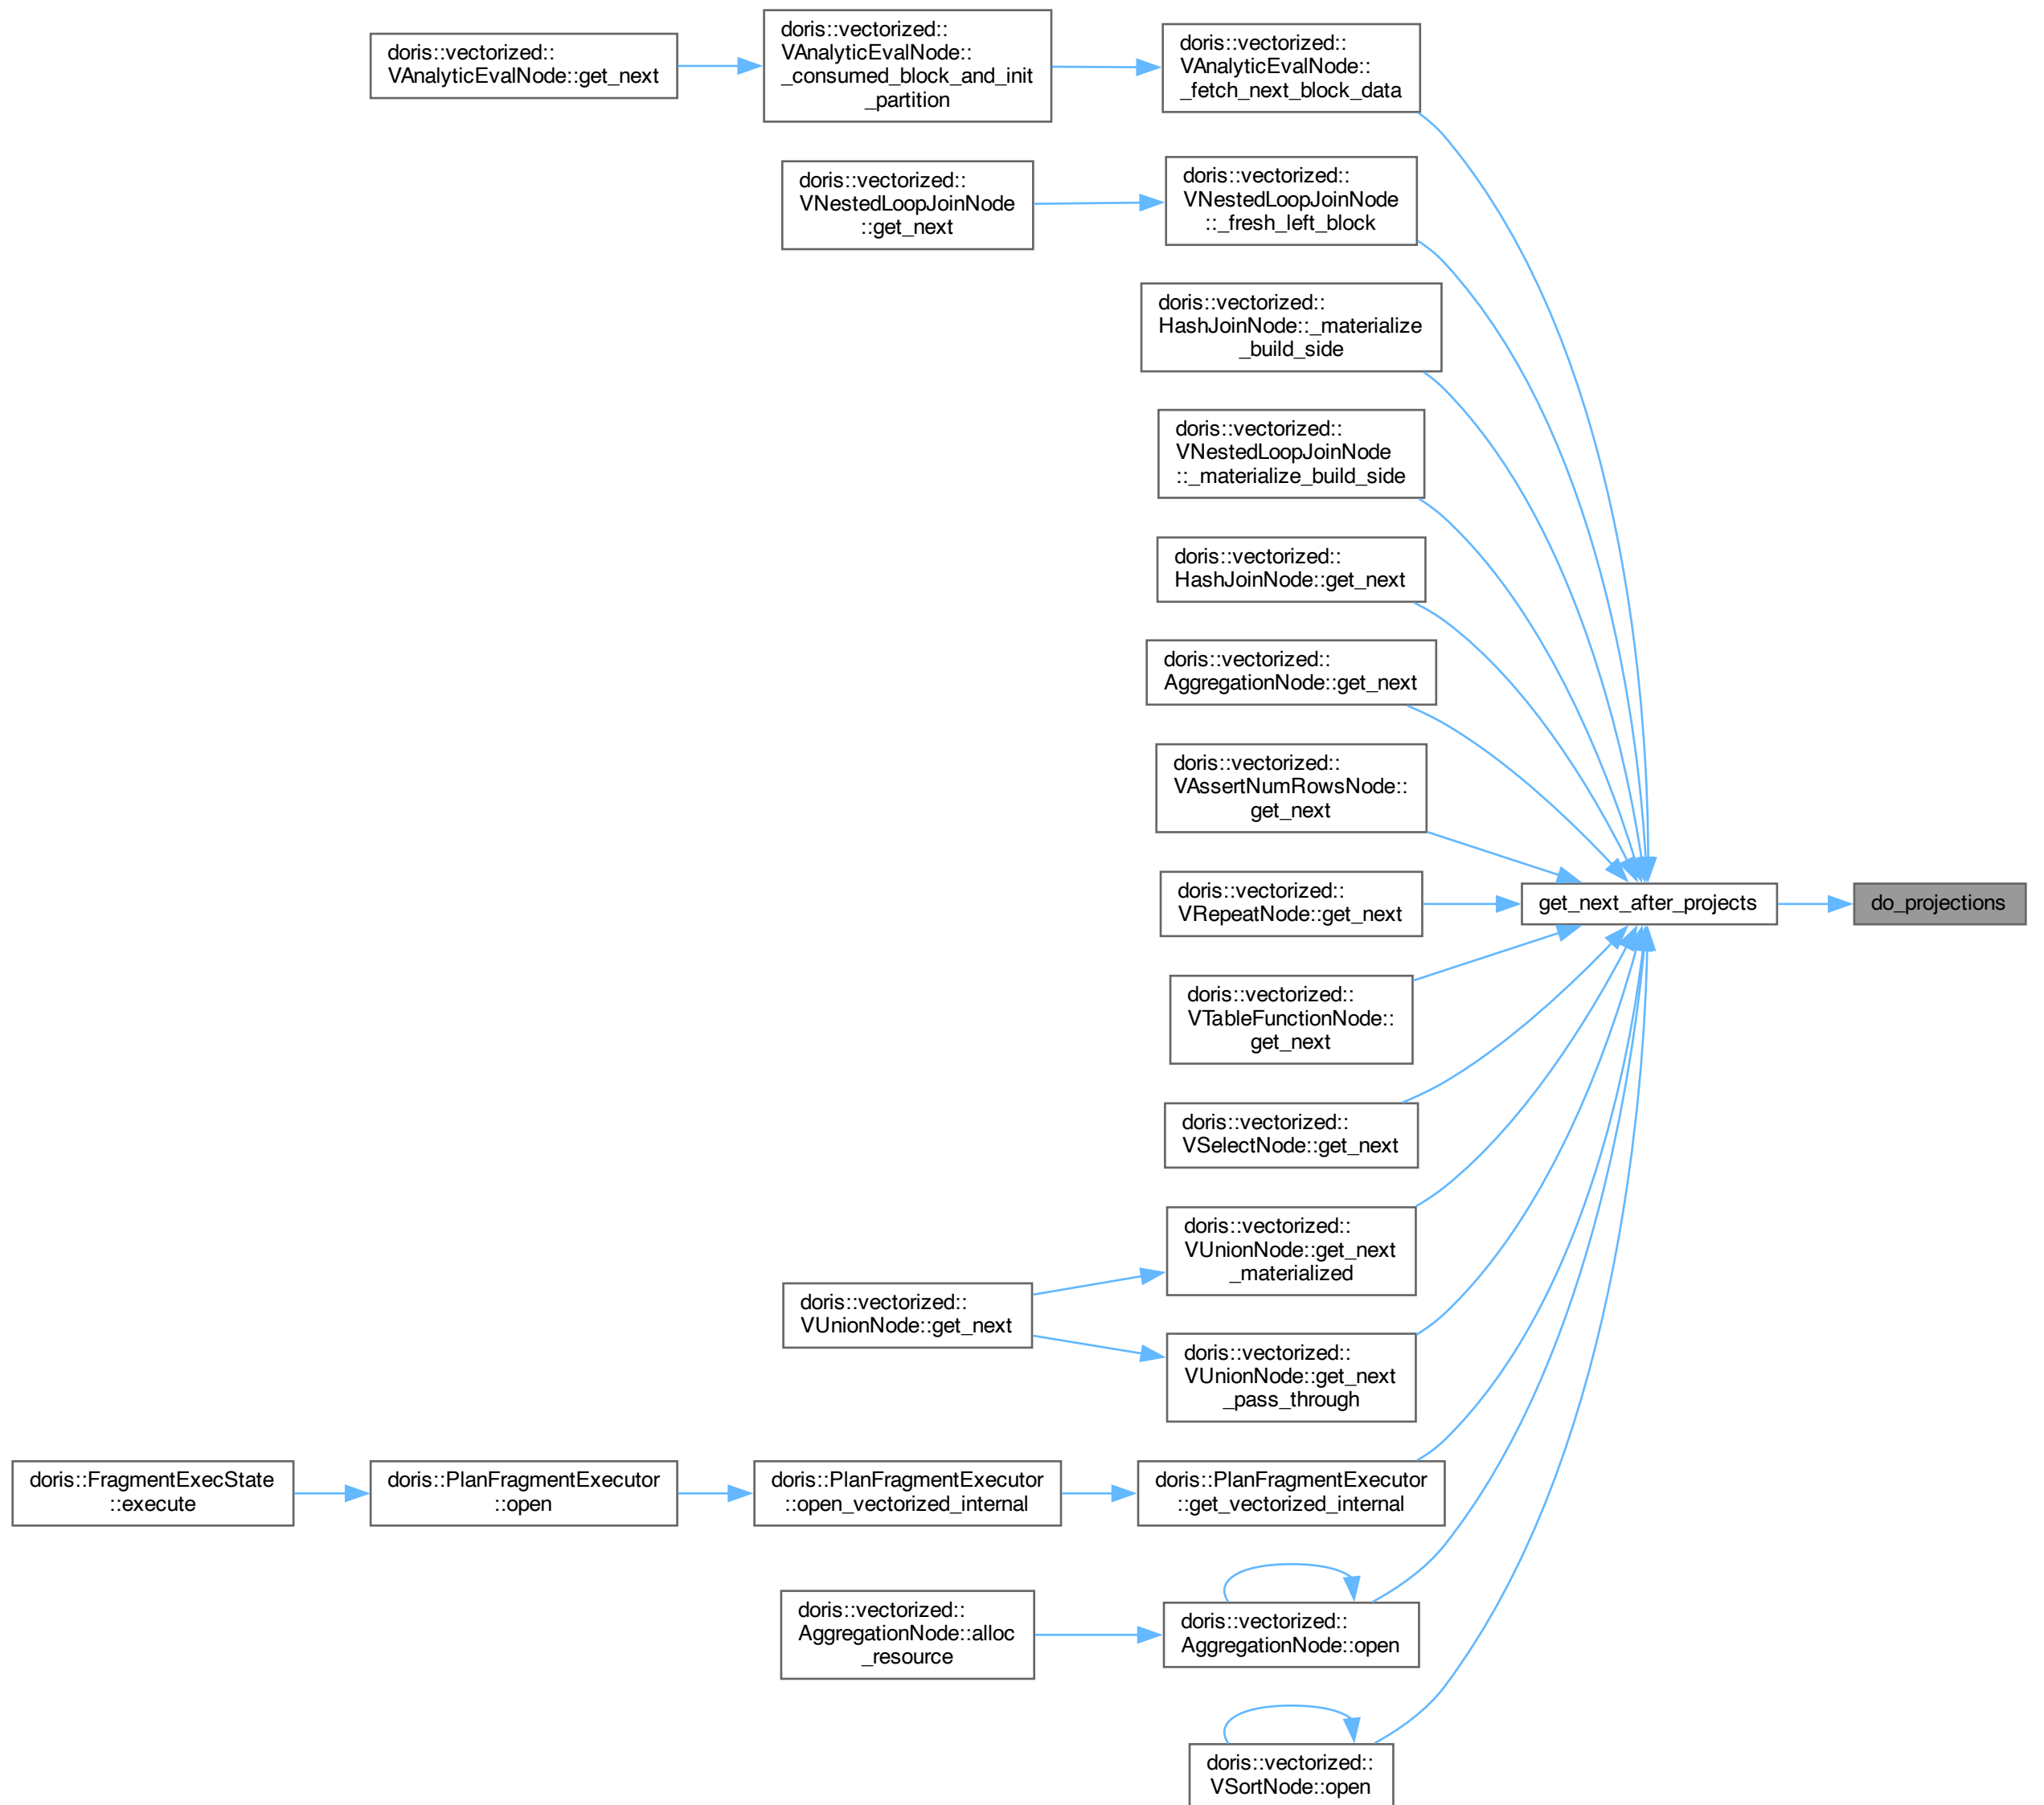 doris::vectorized::
VAnalyticEvalNode::get_next
doris::vectorized::
VAnalyticEvalNode::
_consumed_block_and_init
_partition
doris::vectorized::
VAnalyticEvalNode::
_fetch_next_block_data
doris::vectorized::
VNestedLoopJoinNode
::get_next
doris::vectorized::
VNestedLoopJoinNode
::_fresh_left_block
doris::vectorized::
HashJoinNode::_materialize
_build_side
doris::vectorized::
VNestedLoopJoinNode
::_materialize_build_side
doris::vectorized::
HashJoinNode::get_next
doris::vectorized::
AggregationNode::get_next
doris::vectorized::
VAssertNumRowsNode::
get_next
doris::vectorized::
VRepeatNode::get_next
get_next_after_projects
do_projections
doris::vectorized::
VTableFunctionNode::
get_next
doris::vectorized::
VSelectNode::get_next
doris::vectorized::
VUnionNode::get_next
_materialized
doris::vectorized::
VUnionNode::get_next
doris::vectorized::
VUnionNode::get_next
_pass_through
doris::FragmentExecState
::execute
doris::PlanFragmentExecutor
::open
doris::PlanFragmentExecutor
::open_vectorized_internal
doris::PlanFragmentExecutor
::get_vectorized_internal
doris::vectorized::
AggregationNode::alloc
_resource
doris::vectorized::
AggregationNode::open
doris::vectorized::
VSortNode::open